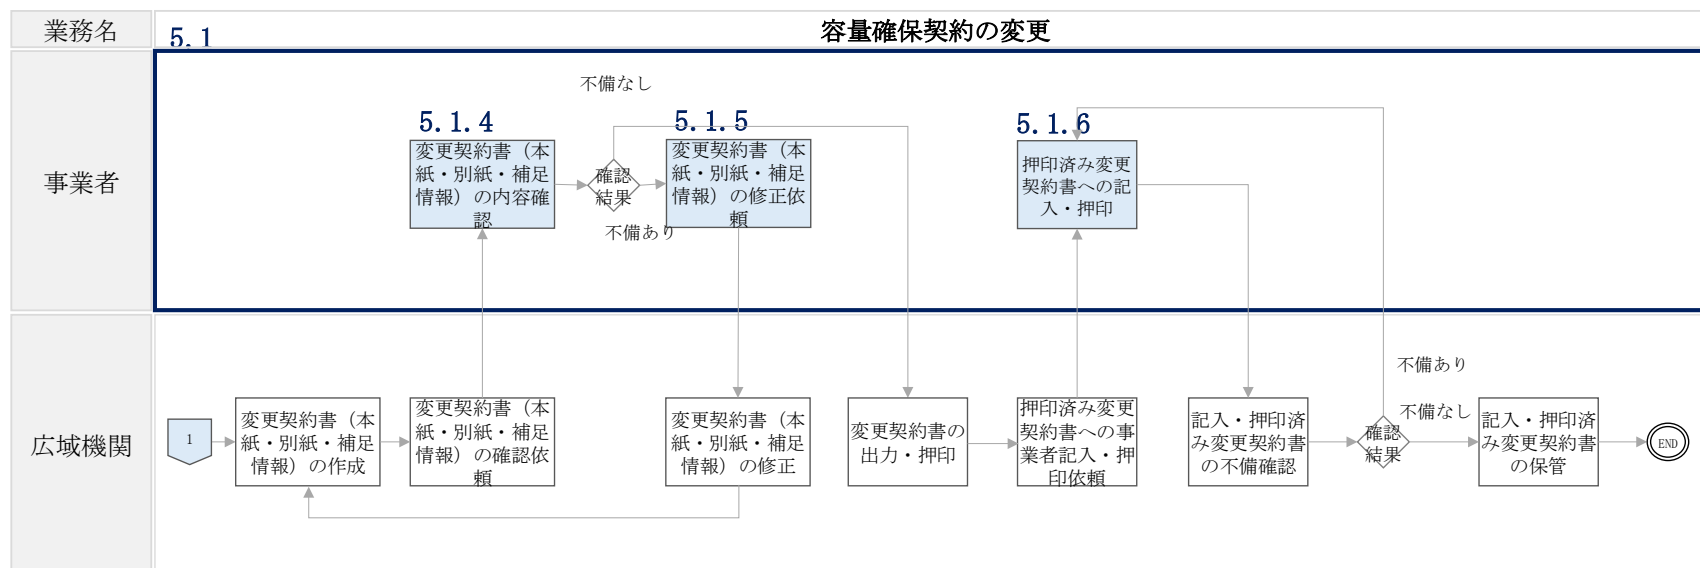 業務名
5.1
容量確保契約の変更
事業者
不備なし
5.1.4
変更契約書（本
紙・別紙・補足
情報）の内容確
認
確認
結果
不備あり
5.1.5
変更契約書（本
紙・別紙・補足
情報）の修正依
頼
5.1.6
押印済み変更
契約書への記
入・押印
広域機関
1
変更契約書（本
紙・別紙・補足
情報）の作成
変更契約書（本
紙・別紙・補足
情報）の確認依
頼
変更契約書（本
紙・別紙・補足
情報）の修正
変更契約書の
出力・押印
押印済み変更
契約書への事
業者記入・押
印依頼
記入・押印済
み変更契約書
の不備確認
不備あり
不備なし
確認
結果
記入・押印済
み変更契約書
の保管
END